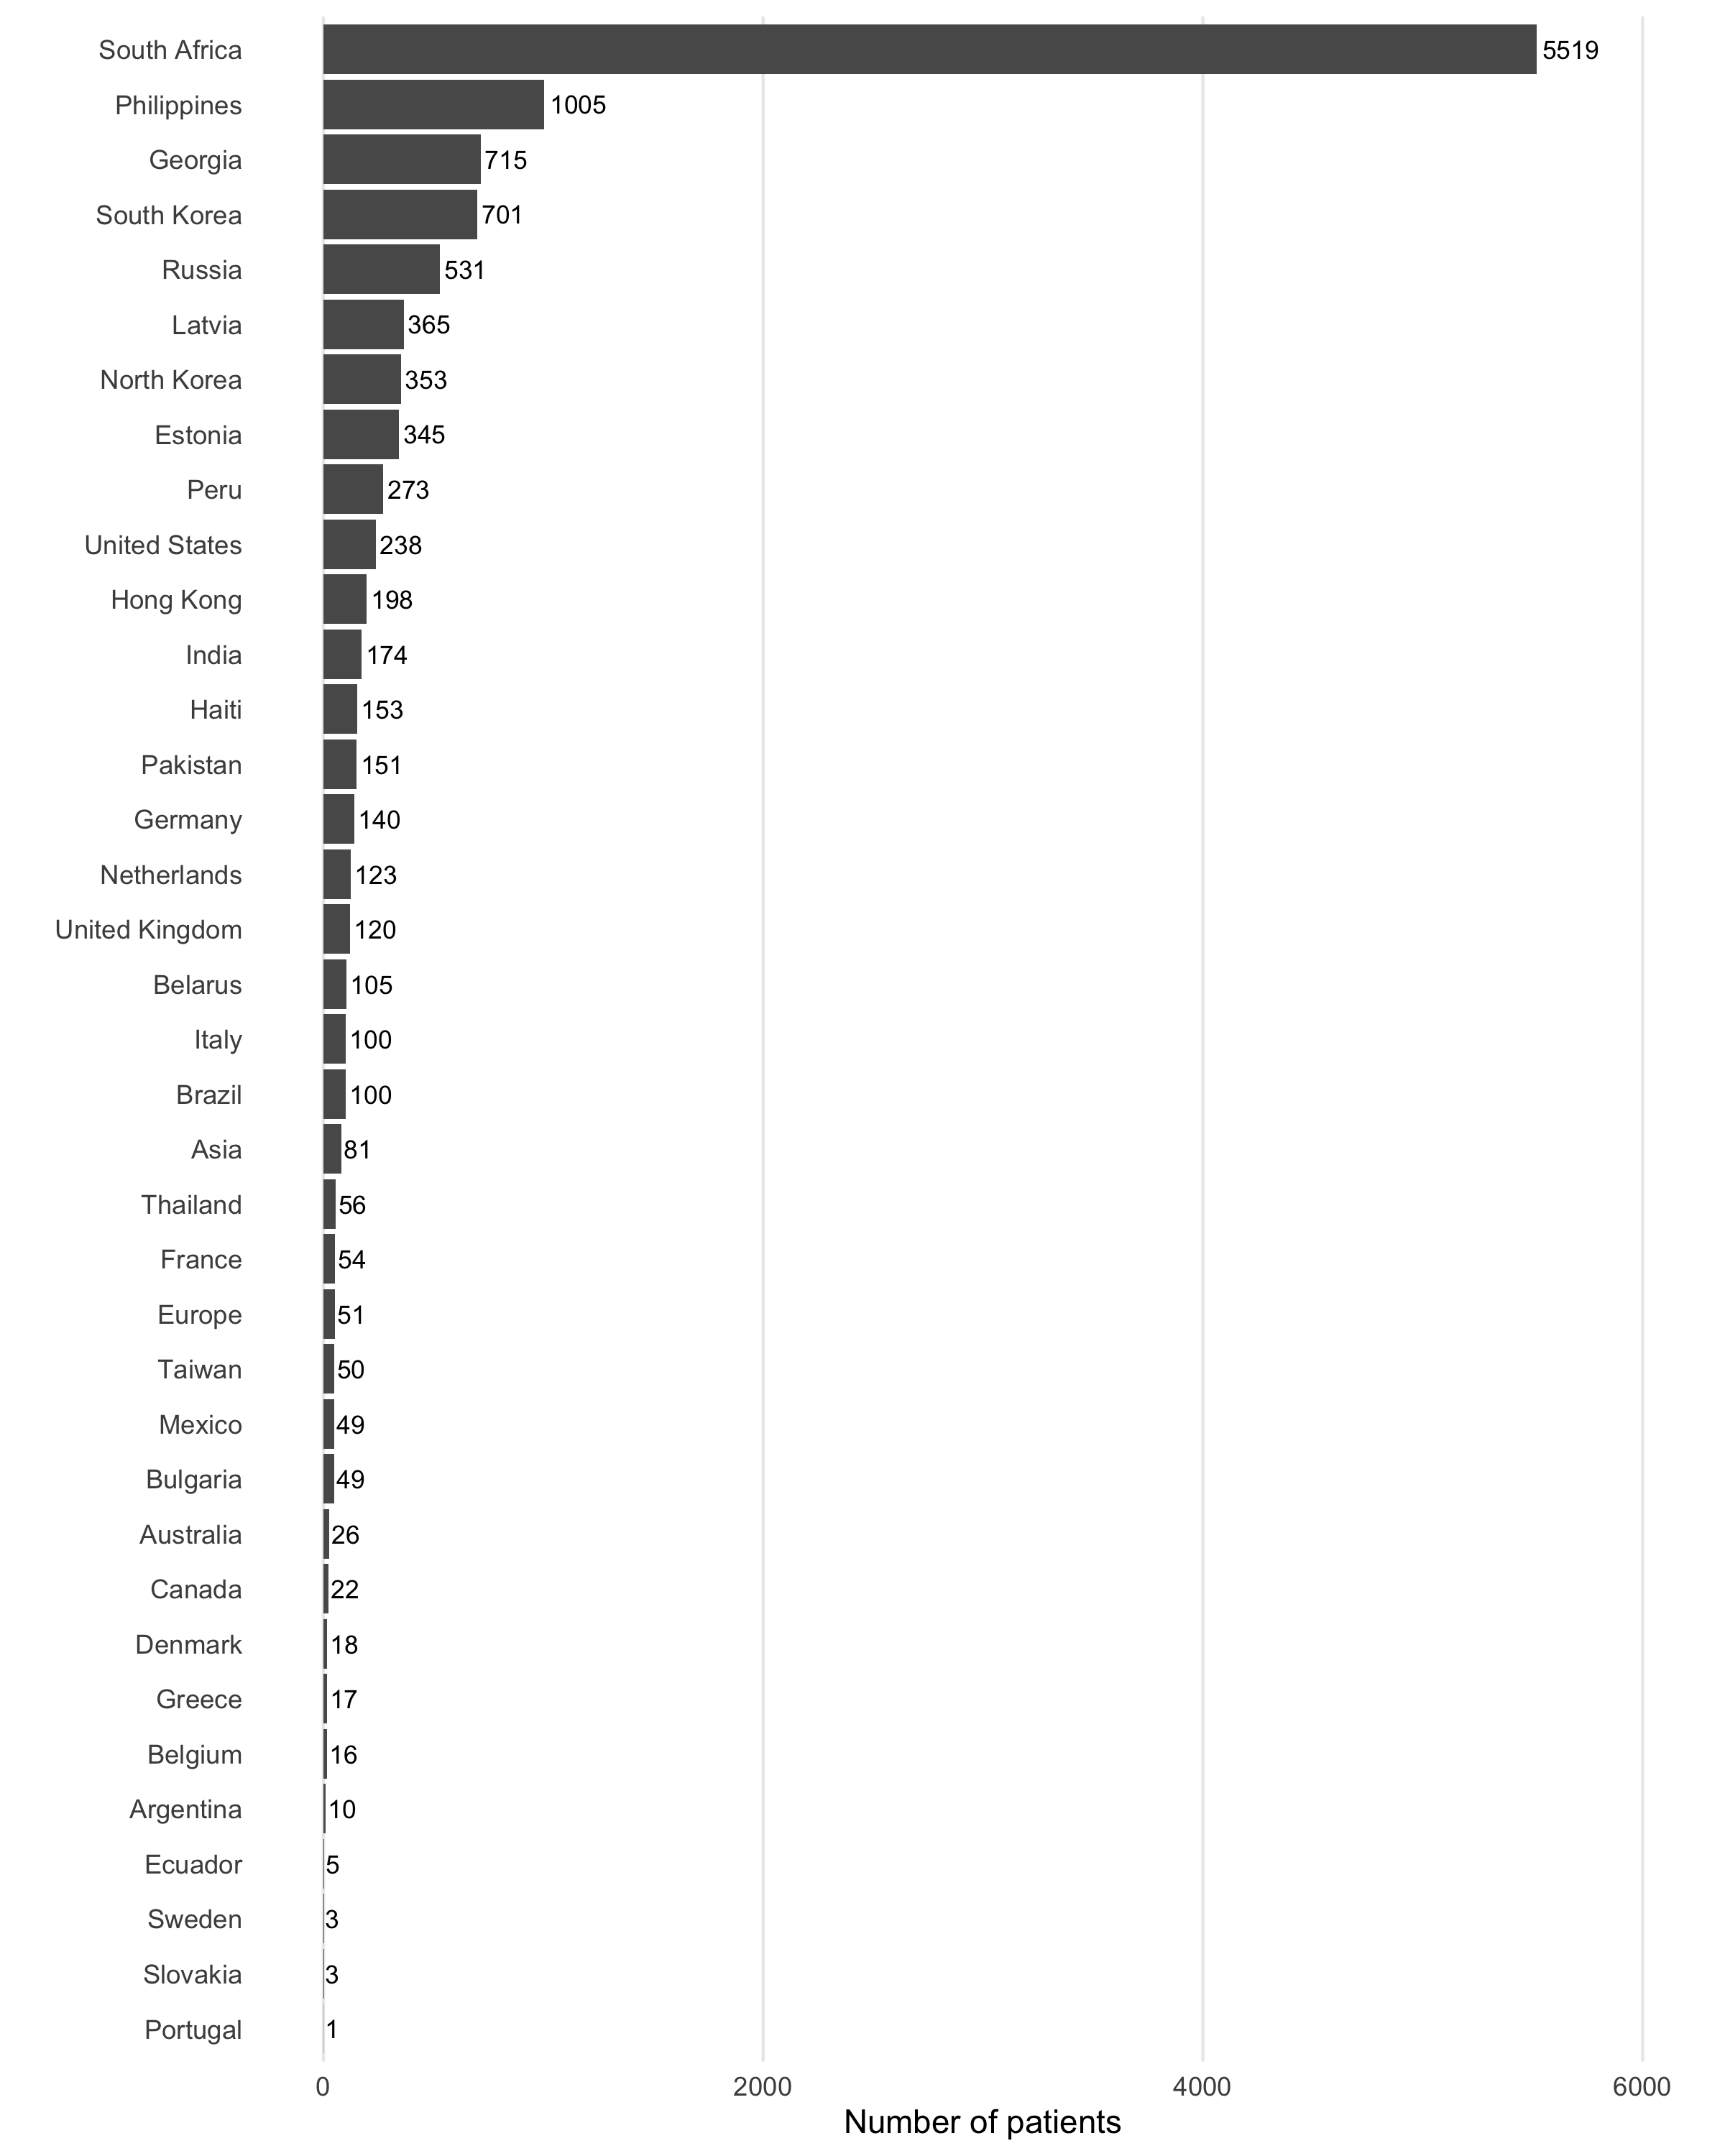 South Africa 5519
Philippines 1005
Georgia 715
South Korea 701
Russia 531
Latvia 365
North Korea 353
Estonia 345
Peru 273
United States 238
Hong Kong 198
India 174
Haiti 153
Pakistan 151
Germany 140
Netherlands 123
United Kingdom 120
Belarus 105
Italy 100
Brazil 100
Asia 81
Thailand 56
France 54
Europe 51
Taiwan 50
Mexico 49
Bulgaria 49
Australia 26
Canada 22
Denmark 18
Greece 17
Belgium 16
Argentina 10
Ecuador 5
Sweden 3
Slovakia 3
Portugal 1
0 2000 4000 6000
Number of patients